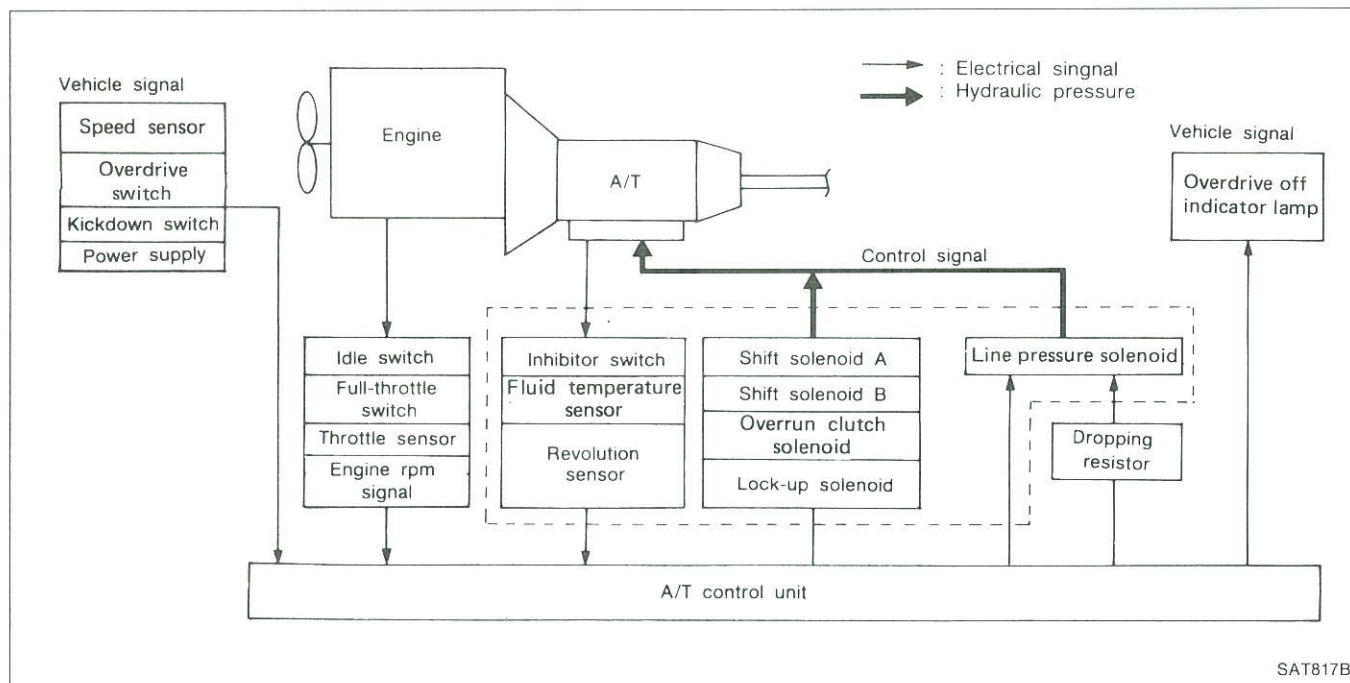 Vehicle signal
Speed sensor
Overdrive
switch
Kickdown switch
Power supply
Engine
A/T
: Electrical singnal
: Hydraulic pressure
Vehicle signal
Overdrive off
indicator lamp
Control signal
Idle switch
Full-throttle
switch
Throttle sensor
Engine rpm
signal
Inhibitor switch
Fluid temperature
sensor
Revolution
sensor
Shift solenoid A
Shift solenoid B
Overrun clutch
solenoid
Lock-up solenoid
Line pressure solenoid
Dropping
resistor
A/T control unit
SAT817B